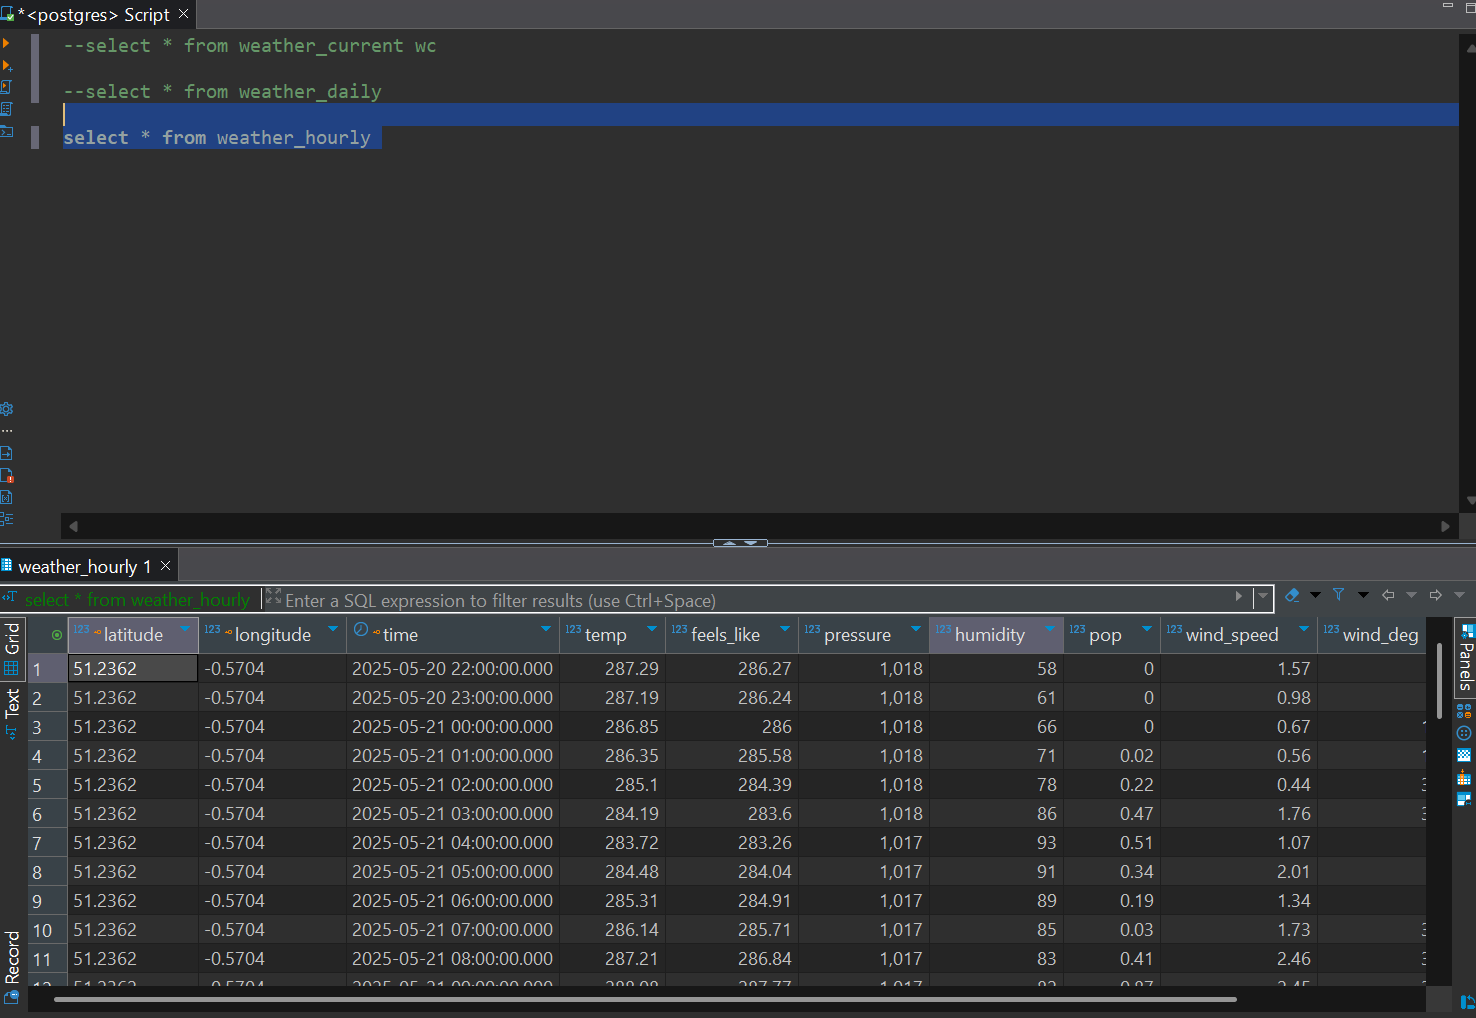 *<postgres> Script
--select * from weather_current wc
--select * from weather_daily
select * from weather_hourly
weather_hourly 1
select * from weather_hourly Enter a SQL expression to filter results (use Ctrl+Space)
Grid
Text
Record
Panels
123 latitude 123 longitude time 123 temp 123 feels_like 123 pressure 123 humidity 123 pop 123 wind_speed 123 wind_deg
1 51.2362 -0.5704 2025-05-20 22:00:00.000 287.29 286.27 1,018 58 0 1.57
2 51.2362 -0.5704 2025-05-20 23:00:00.000 287.19 286.24 1,018 61 0 0.98
3 51.2362 -0.5704 2025-05-21 00:00:00.000 286.85 286 1,018 66 0 0.67
4 51.2362 -0.5704 2025-05-21 01:00:00.000 286.35 285.58 1,018 71 0.02 0.56
5 51.2362 -0.5704 2025-05-21 02:00:00.000 285.1 284.39 1,018 78 0.22 0.44
6 51.2362 -0.5704 2025-05-21 03:00:00.000 284.19 283.6 1,018 86 0.47 1.76
7 51.2362 -0.5704 2025-05-21 04:00:00.000 283.72 283.26 1,017 93 0.51 1.07
8 51.2362 -0.5704 2025-05-21 05:00:00.000 284.48 284.04 1,017 91 0.34 2.01
9 51.2362 -0.5704 2025-05-21 06:00:00.000 285.31 284.91 1,017 89 0.19 1.34
10 51.2362 -0.5704 2025-05-21 07:00:00.000 286.14 285.71 1,017 85 0.03 1.73
11 51.2362 -0.5704 2025-05-21 08:00:00.000 287.21 286.84 1,017 83 0.41 2.46